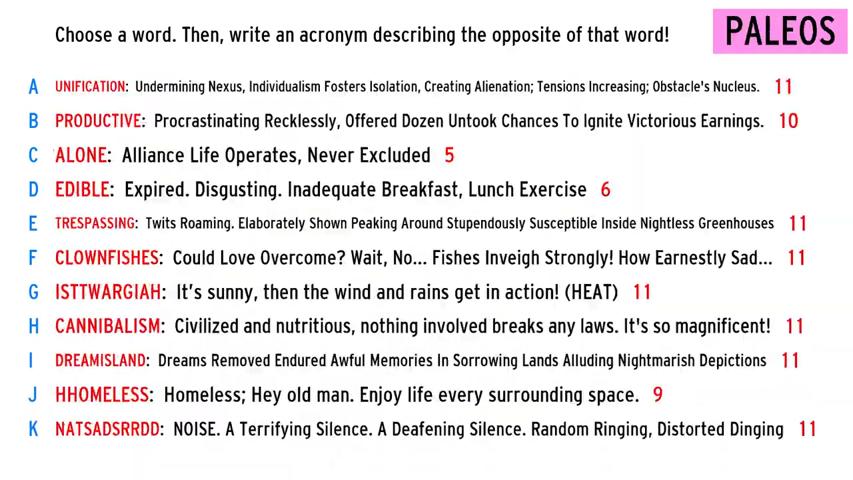 Choose a word. Then, write an acronym describing the opposite of that word!
PALEOS
A UNIFICATION: Undermining Nexus, Individualism Fosters Isolation, Creating Alienation; Tensions Increasing; Obstacle's Nucleus. 11
B PRODUCTIVE: Procrastinating Recklessly, Offered Dozen Untook Chances To Ignite Victorious Earnings. 10
C ALONE: Alliance Life Operates, Never Excluded 5
D EDIBLE: Expired. Disgusting. Inadequate Breakfast, Lunch Exercise 6
E TRESPASSING: Twits Roaming. Elaborately Shown Peaking Around Stupendously Susceptible Inside Nightless Greenhouses 11
F CLOWNFISHES: Could Love Overcome? Wait, No... Fishes Inveigh Strongly! How Earnestly Sad... 11
G ISTTWARGIAH: It's sunny, then the wind and rains get in action! (HEAT) 11
H CANNIBALISM: Civilized and nutritious, nothing involved breaks any laws. It's so magnificent! 11
I DREAMISLAND: Dreams Removed Endured Awful Memories In Sorrowing Lands Alluding Nightmarish Depictions 11
J HHOMELESS: Homeless; Hey old man. Enjoy life every surrounding space. 9
K NATSADSRRDD: NOISE. A Terrifying Silence. A Deafening Silence. Random Ringing, Distorted Dinging 11